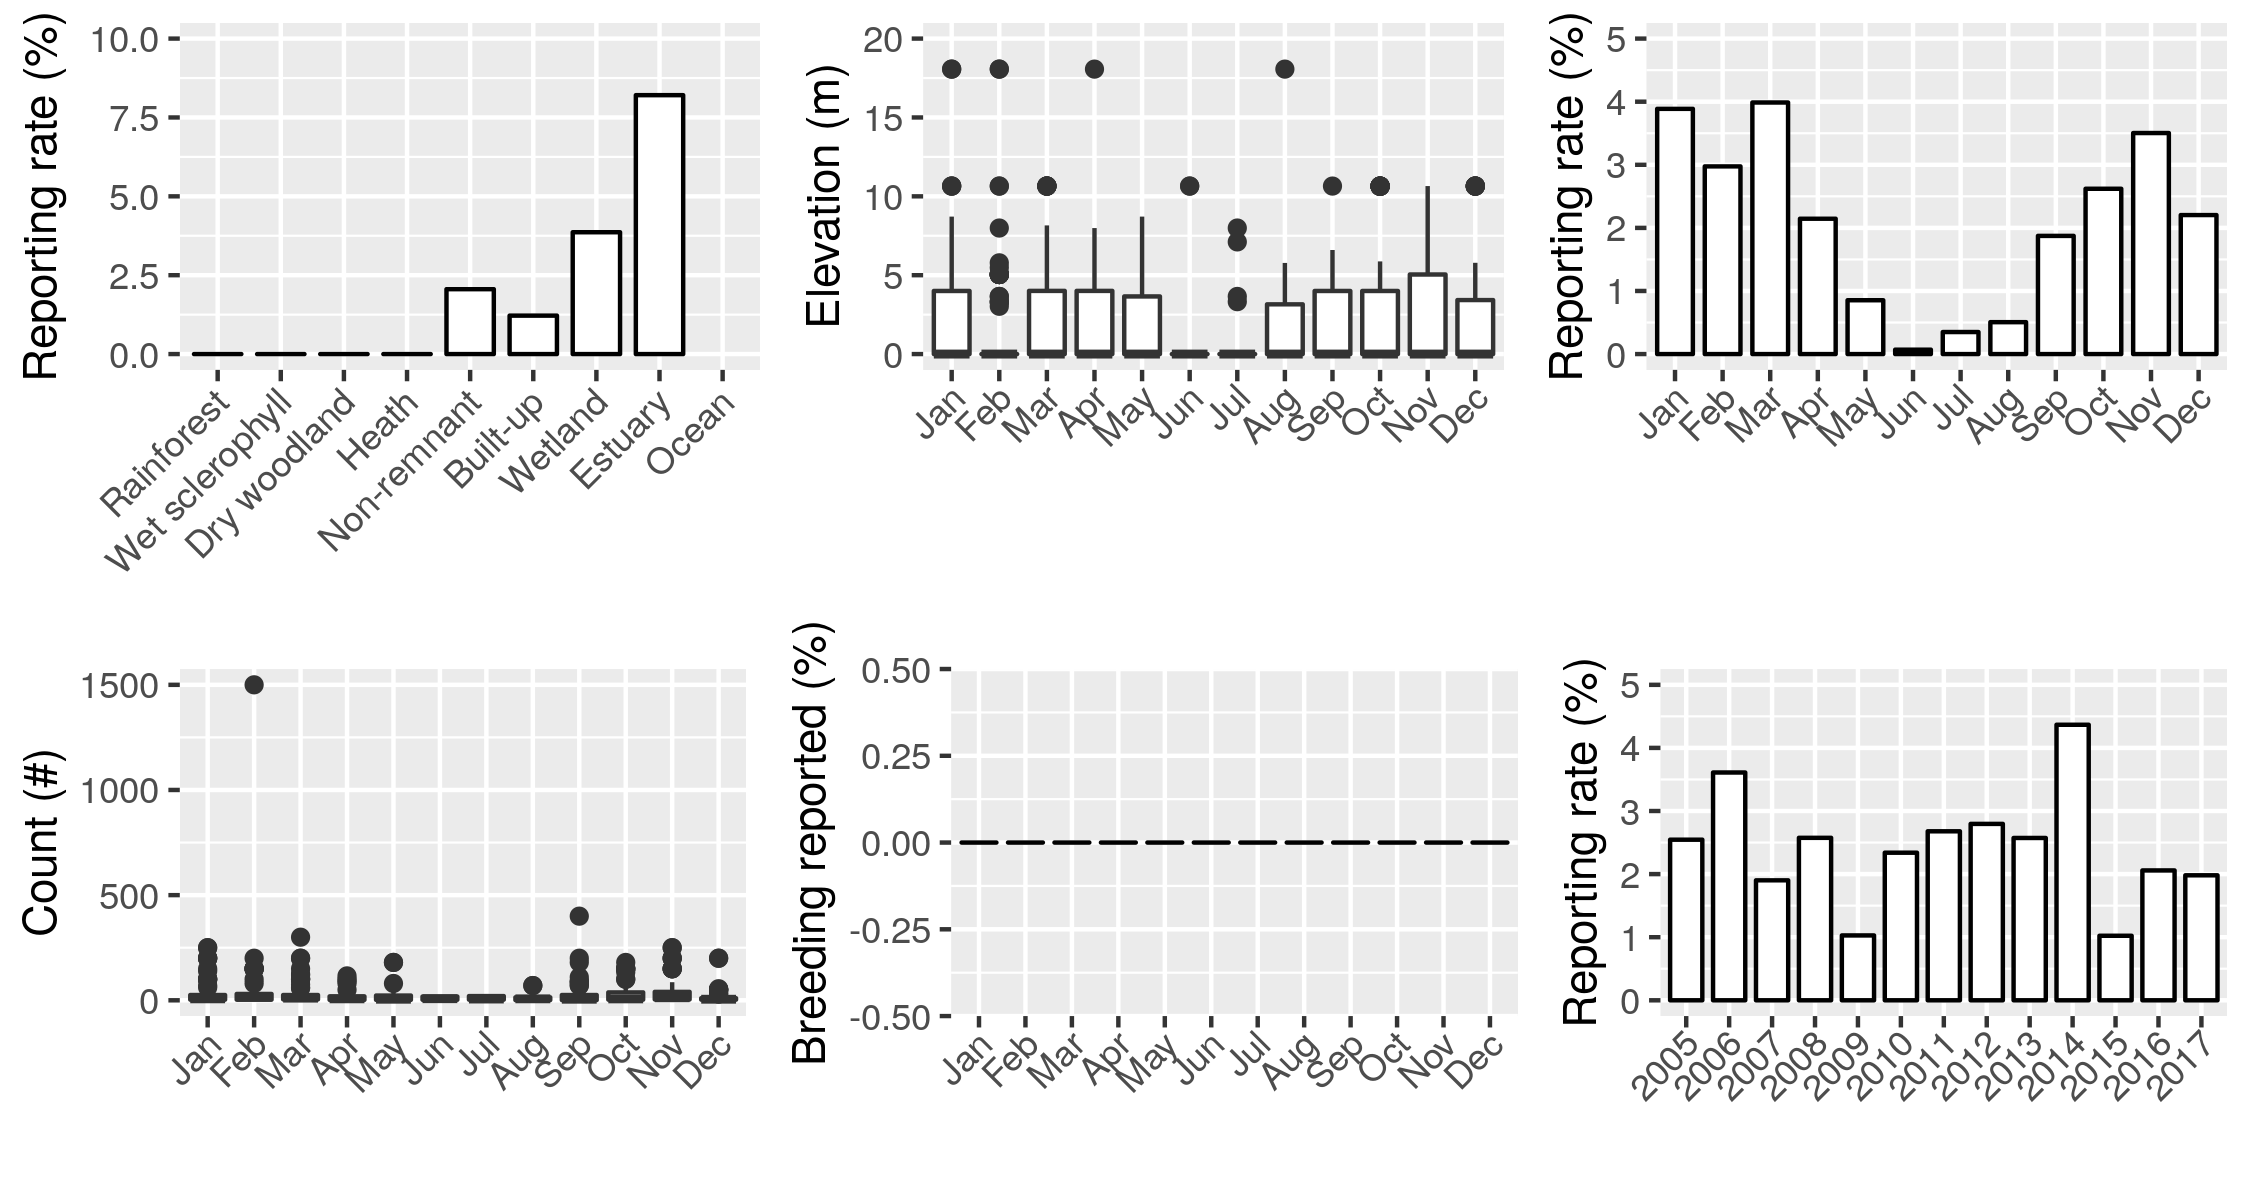 Reporting rate (%)
10.0
7.5
5.0
2.5
0.0
Rainforest
Wet sclerophyll
Dry woodland
Heath
Non-remnant
Built-up
Wetland
Estuary
Ocean
Elevation (m)
20
15
10
5
0
Jan
Feb
Mar
Apr
May
Jun
Jul
Aug
Sep
Oct
Nov
Dec
Reporting rate (%)
5
4
3
2
1
0
Jan
Feb
Mar
Apr
May
Jun
Jul
Aug
Sep
Oct
Nov
Dec
Count (#)
1500
1000
500
0
Jan
Feb
Mar
Apr
May
Jun
Jul
Aug
Sep
Oct
Nov
Dec
Breeding reported (%)
0.50
0.25
0.00
-0.25
-0.50
Jan
Feb
Mar
Apr
May
Jun
Jul
Aug
Sep
Oct
Nov
Dec
Reporting rate (%)
5
4
3
2
1
0
2005
2006
2007
2008
2009
2010
2011
2012
2013
2014
2015
2016
2017